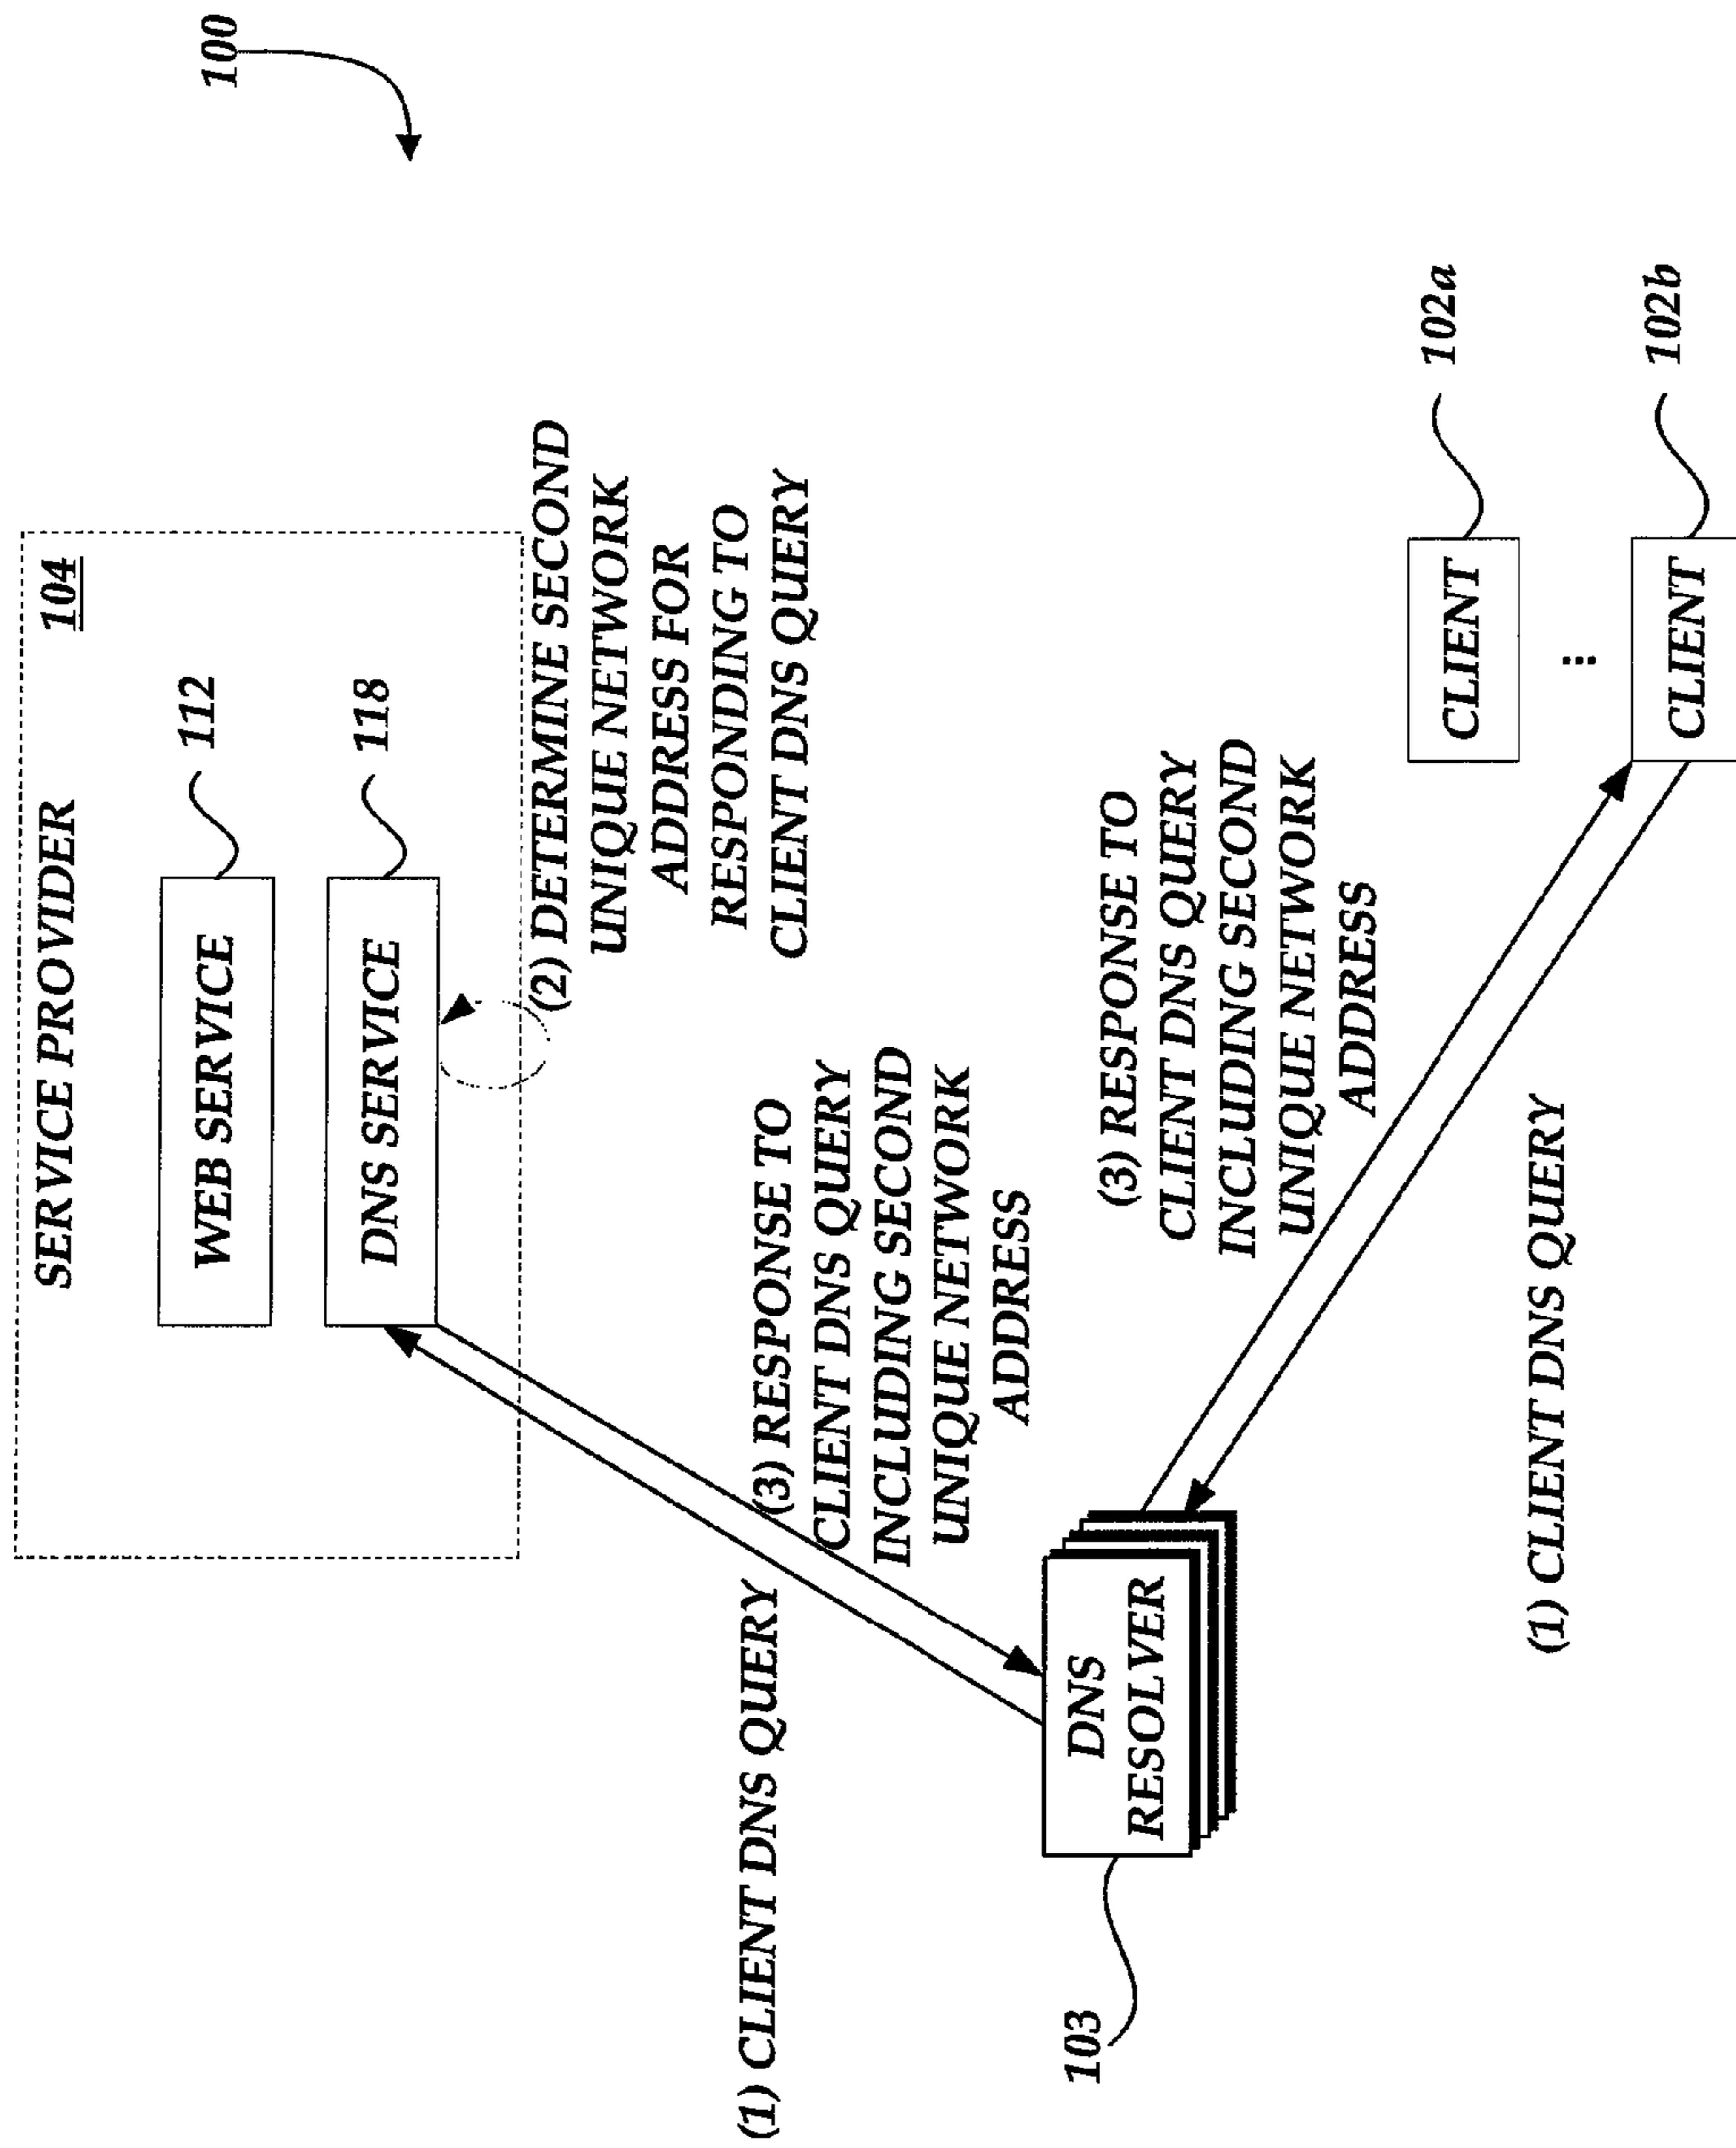 100
SERVICE PROVIDER
104
WEB SERVICE
112
DNS SERVICE
118
(2) DETERMINE SECOND
UNIQUE NETWORK
ADDRESS FOR
RESPONDING TO
CLIENT DNS QUERY
(1) CLIENT DNS QUERY
(3) RESPONSE TO
CLIENT DNS QUERY
INCLUDING SECOND
UNIQUE NETWORK
ADDRESS
103
DNS
RESOLVER
(3) RESPONSE TO
CLIENT DNS QUERY
INCLUDING SECOND
UNIQUE NETWORK
ADDRESS
(1) CLIENT DNS QUERY
CLIENT
102a
...
CLIENT
102b